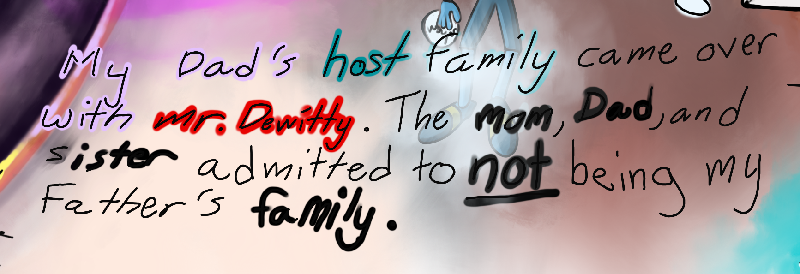 My Dad's host family came over
with mr. Dewitty. The mom, Dad, and
sister admitted to not being my
Father's family.